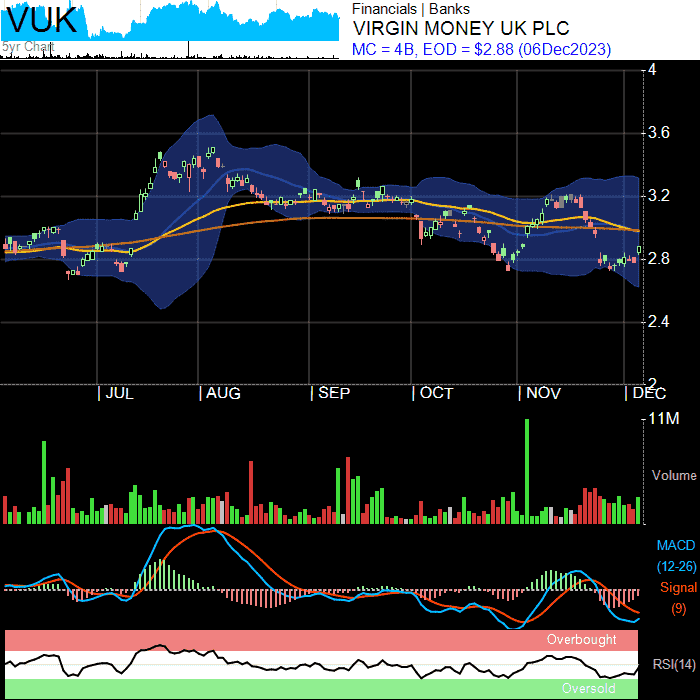 VUK
5yr Chart
Financials | Banks
VIRGIN MONEY UK PLC
MC = 4B, EOD = $2.88 (06Dec2023)
4
3.6
3.2
2.8
2.4
2
| JUL | AUG | SEP | OCT | NOV | DEC
11M
Volume
MACD
(12-26)
Signal
(9)
Overbought
RSI(14)
Oversold